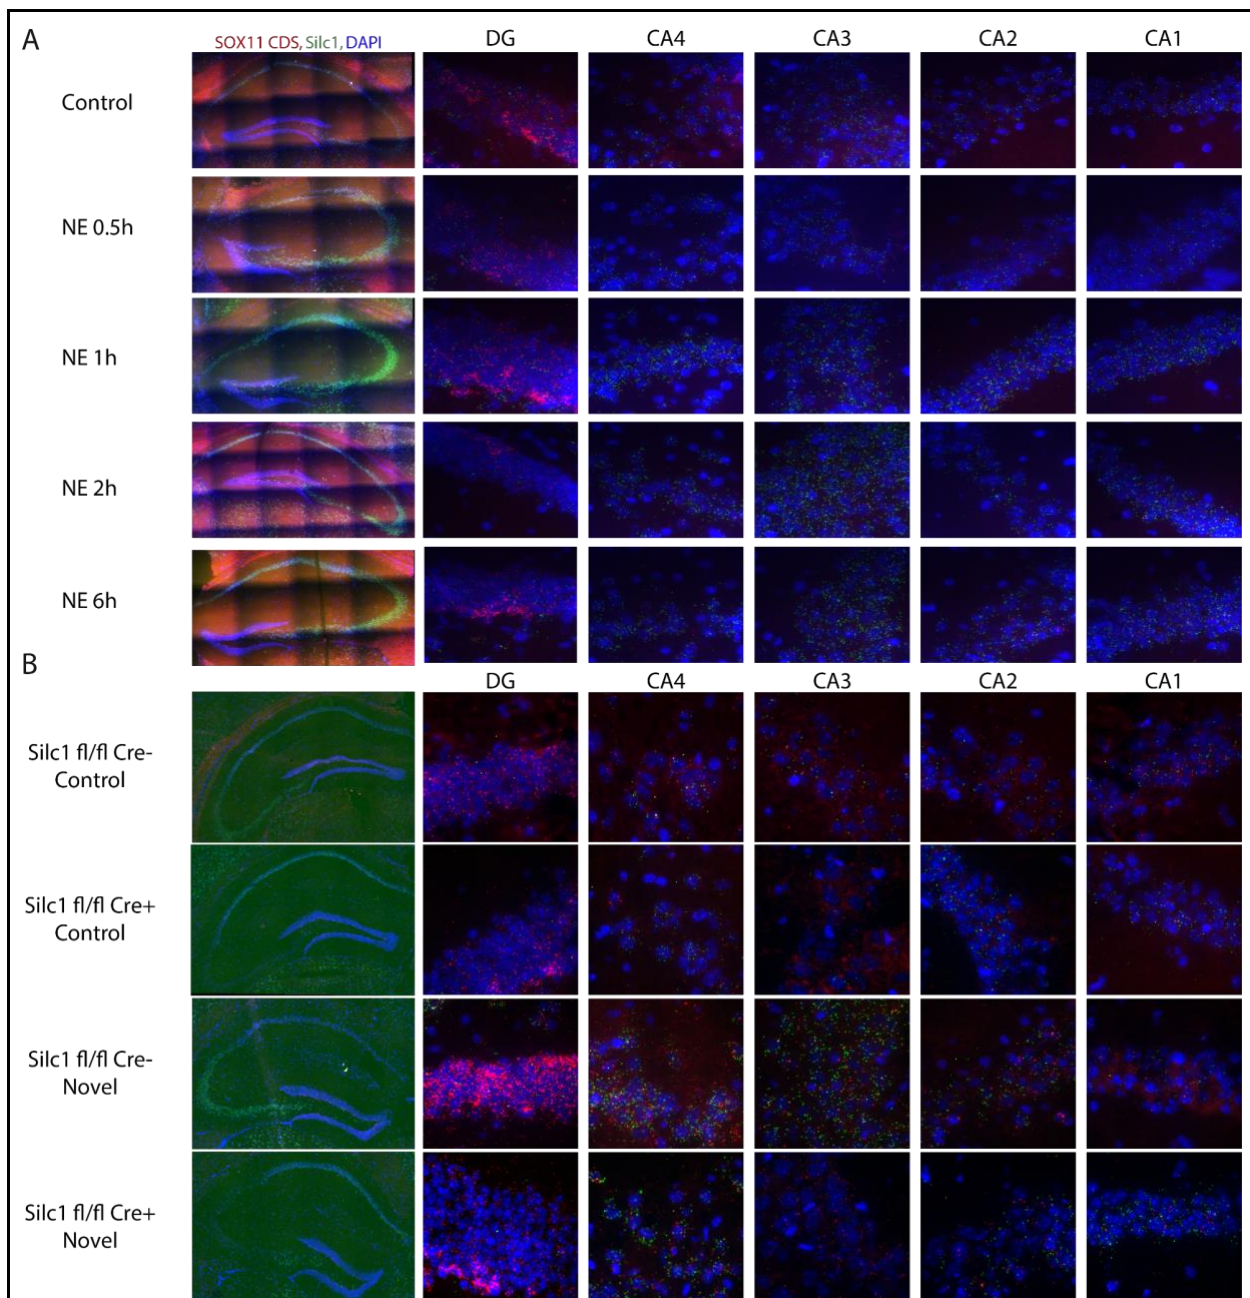 A
SOX11 CDS, Silc1, DAPI
DG CA4 CA3 CA2 CA1
Control
NE 0.5h
NE 1h
NE 2h
NE 6h
B
DG CA4 CA3 CA2 CA1
Silc1 fl/fl Cre-
Control
Silc1 fl/fl Cre+
Control
Silc1 fl/fl Cre-
Novel
Silc1 fl/fl Cre+
Novel